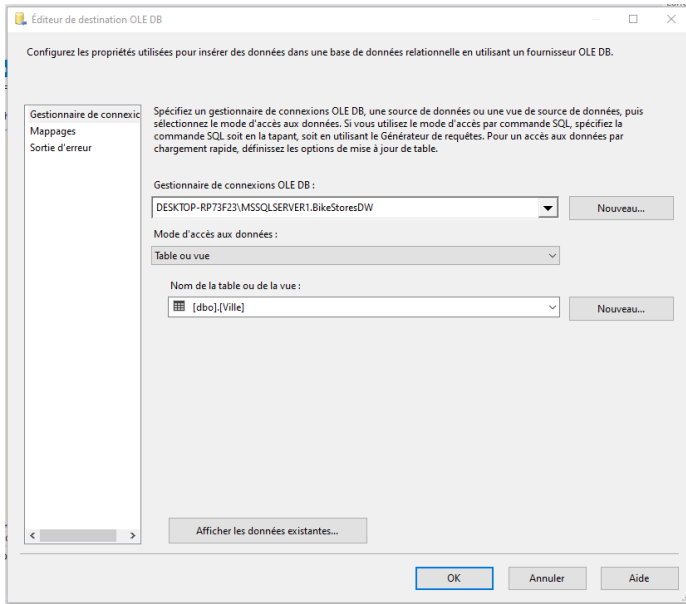 Éditeur de destination OLE DB
Configurez les propriétés utilisées pour insérer des données dans une base de données relationnelle en utilisant un fournisseur OLE DB.
Gestionnaire de connexic
Mappages
Sortie d'erreur
Spécifiez un gestionnaire de connexions OLE DB, une source de données ou une vue de source de données, puis
sélectionnez le mode d'accès aux données. Si vous utilisez le mode d'accès par commande SQL, spécifiez la
commande SQL soit en la tapant, soit en utilisant le Générateur de requêtes. Pour un accès aux données par
chargement rapide, définissez les options de mise à jour de table.
Gestionnaire de connexions OLE DB :
DESKTOP-RP73F23\MSSQLSERVER1.BikeStoresDW
Nouveau...
Mode d'accès aux données :
Table ou vue
Nom de la table ou de la vue :
[dbo].[Ville]
Nouveau...
Afficher les données existantes...
OK
Annuler
Aide